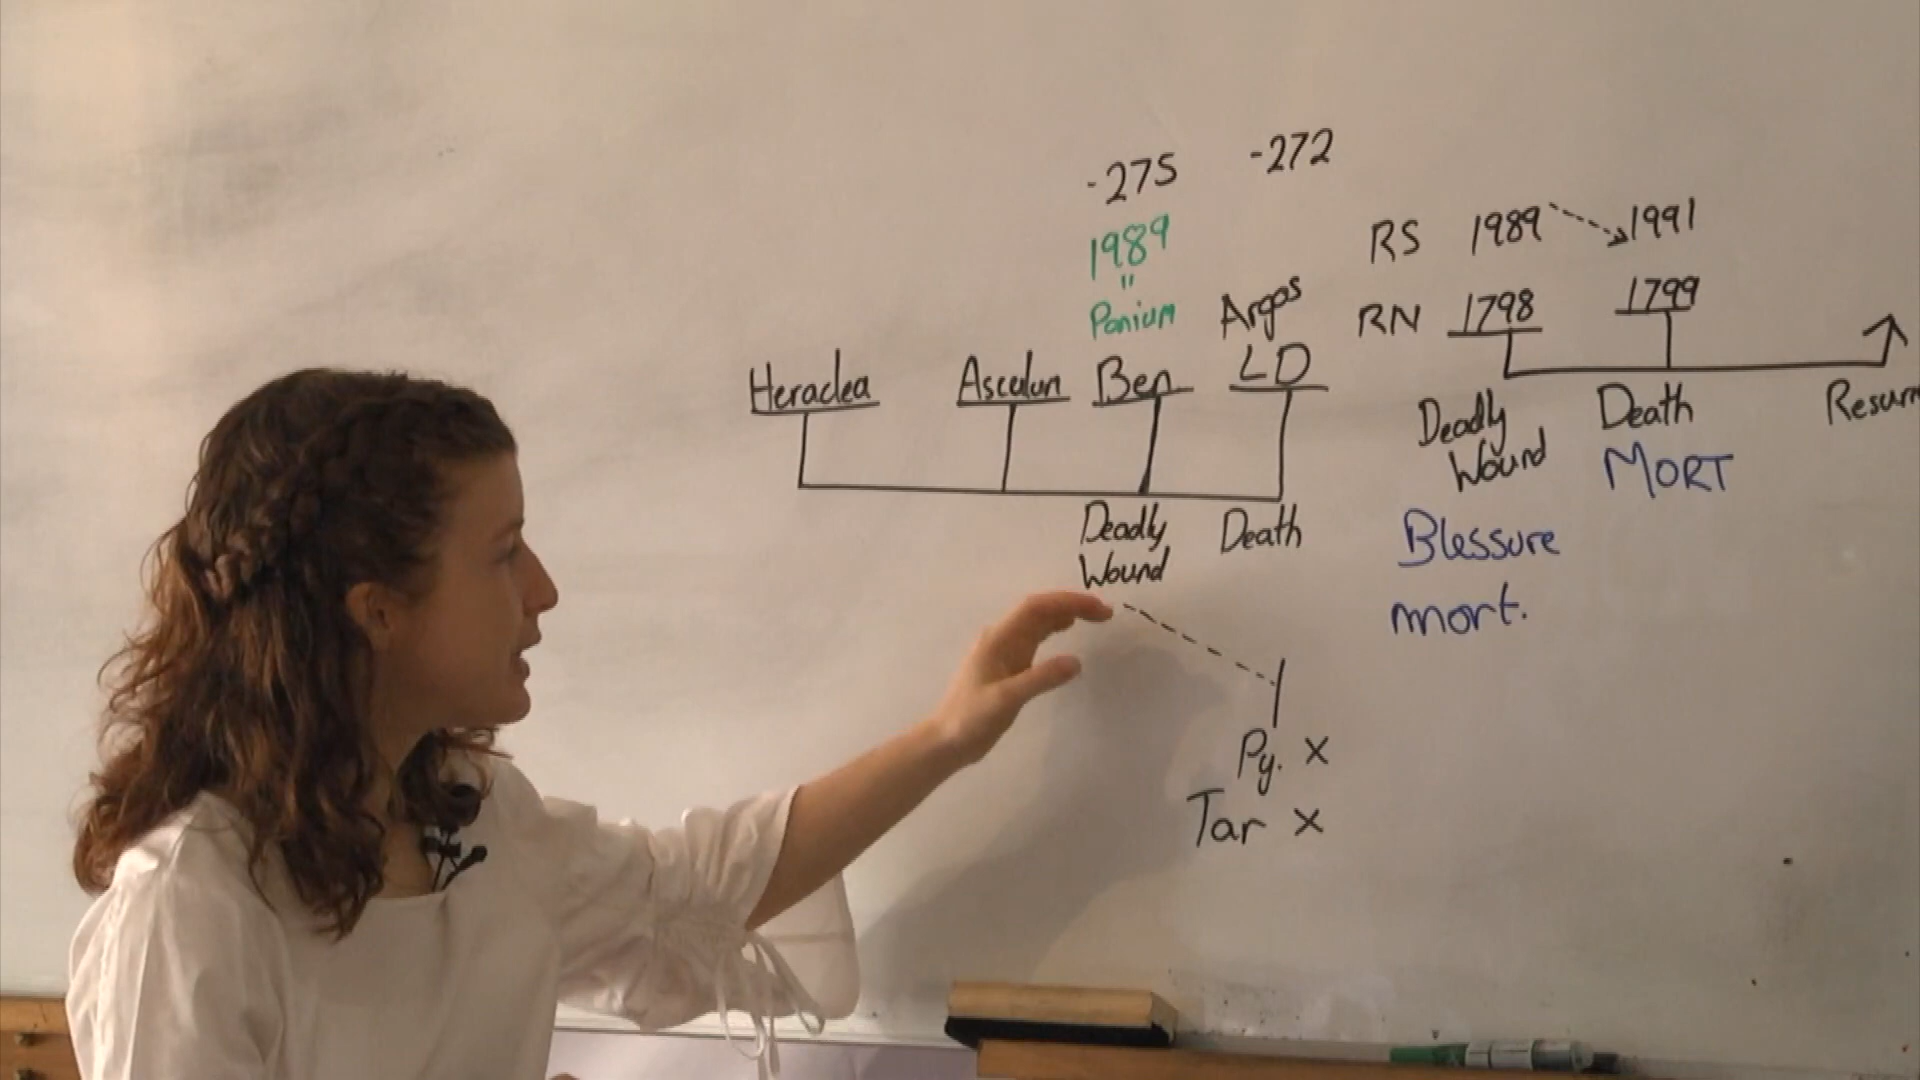 -275 -272
1989
"
Panium
Argos
Heraclea Asculun Ben LD
Deadly Wound
Death
RS 1989 1991
RN 1798 1799
Deadly Wound
Death
Resurr
MORT
Blessure
mort.
Py. x
Tar x